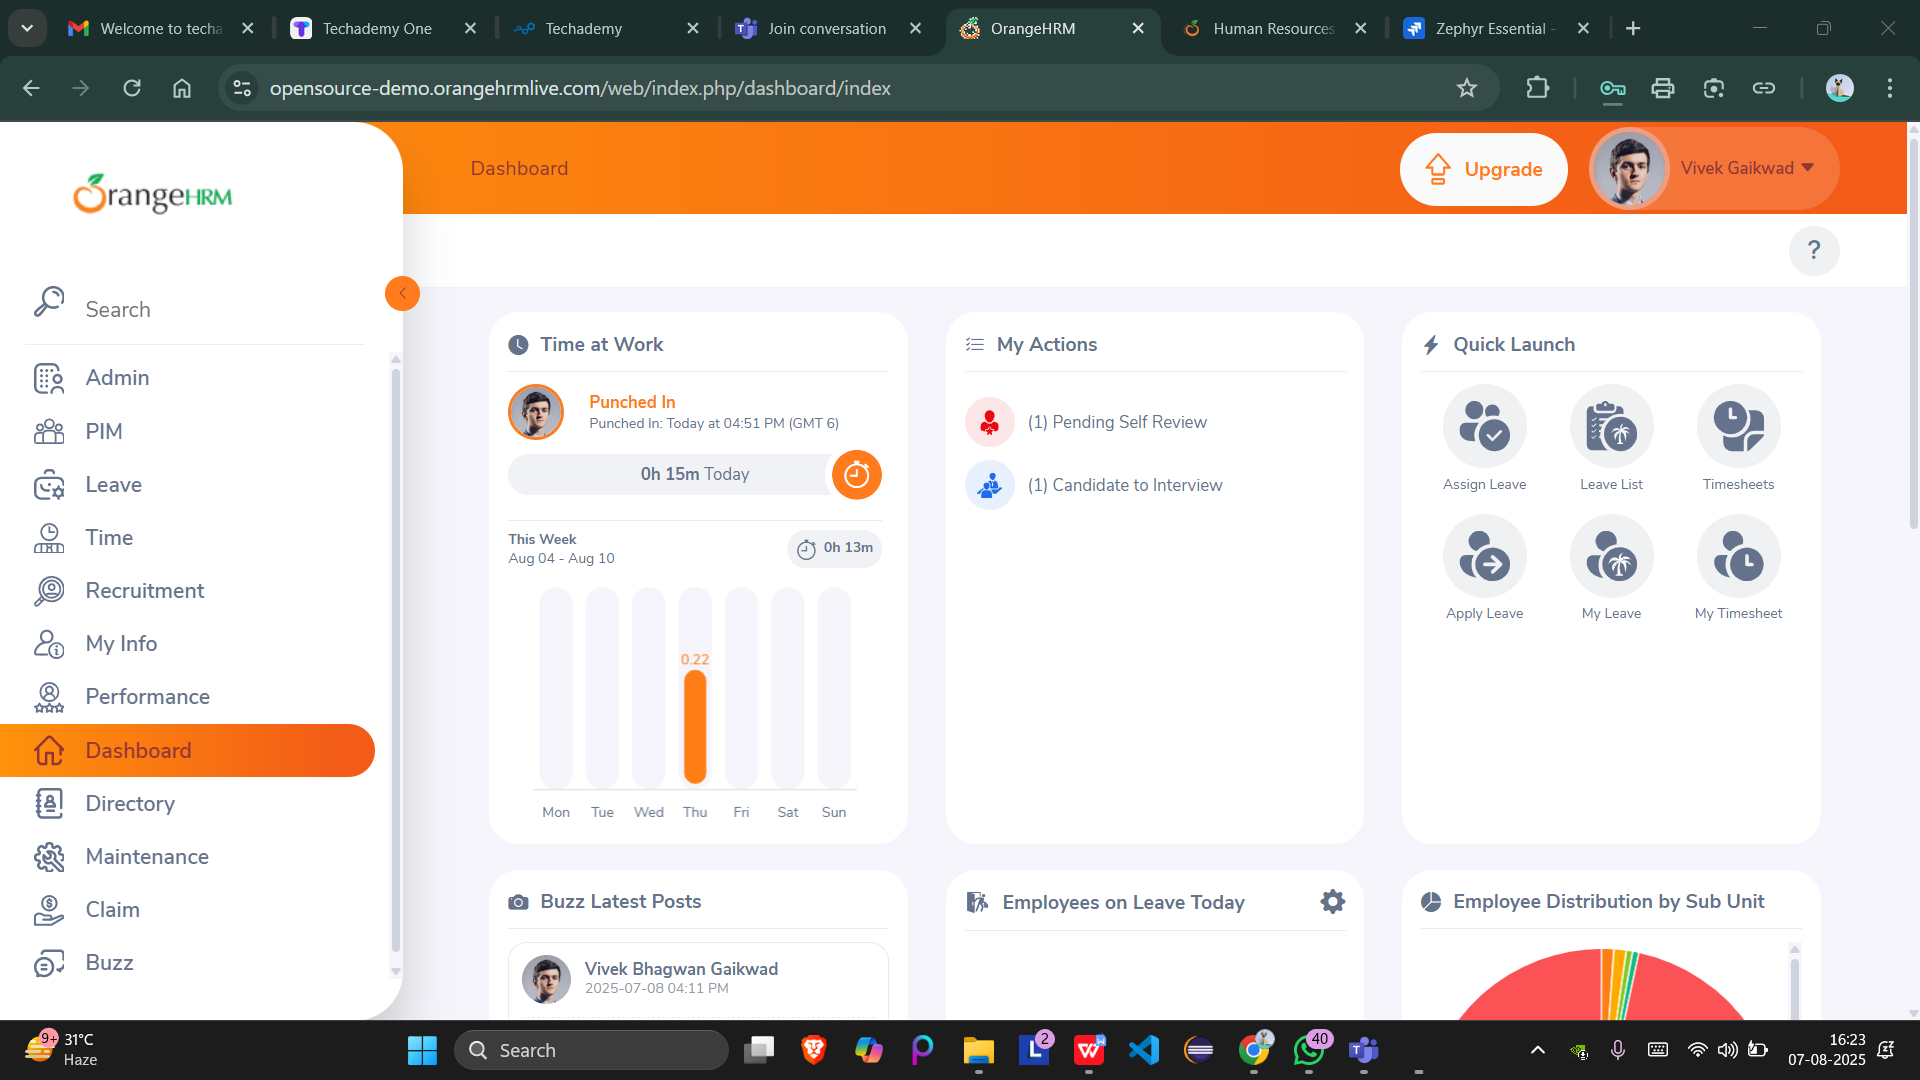 Welcome to techa
Techademy One
Techademy
Join conversation
OrangeHRM
Human Resources
Zephyr Essential -
opensource-demo.orangehrmlive.com/web/index.php/dashboard/index
OrangeHRM
Dashboard
Upgrade
Vivek Gaikwad
?
Search
Admin
PIM
Leave
Time
Recruitment
My Info
Performance
Dashboard
Directory
Maintenance
Claim
Buzz
Time at Work
Punched In
Punched In: Today at 04:51 PM (GMT 6)
0h 15m Today
This Week
Aug 04 - Aug 10
0h 13m
0.22
Mon Tue Wed Thu Fri Sat Sun
My Actions
(1) Pending Self Review
(1) Candidate to Interview
Quick Launch
Assign Leave
Leave List
Timesheets
Apply Leave
My Leave
My Timesheet
Buzz Latest Posts
Vivek Bhagwan Gaikwad
2025-07-08 04:11 PM
Employees on Leave Today
Employee Distribution by Sub Unit
9+
31°C
Haze
Search
L
2
40
16:23
07-08-2025